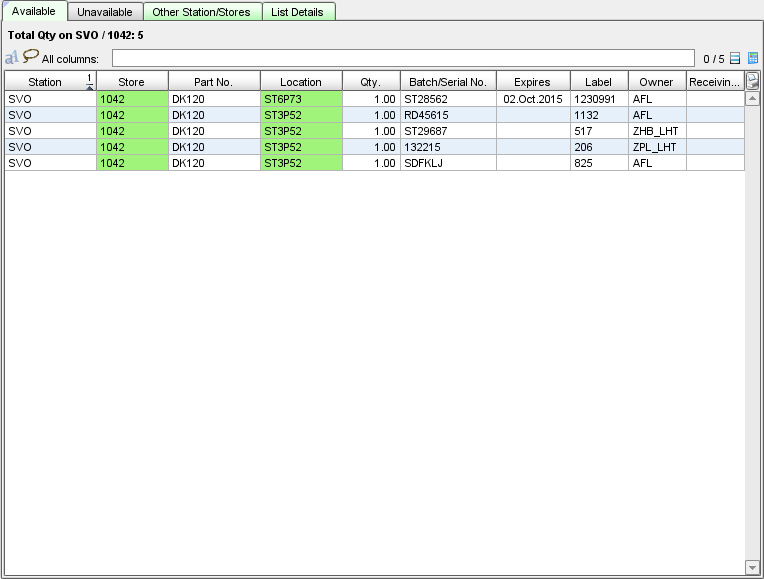 Available Unavailable Other Station/Stores List Details
Total Qty on SVO / 1042: 5
aA All columns: 0 / 5
Station 1 Store Part No. Location Qty. Batch/Serial No. Expires Label Owner Receivin...
SVO 1042 DK120 ST6P73 1.00 ST28562 02.Oct.2015 1230991 AFL
SVO 1042 DK120 ST3P52 1.00 RD45615 1132 AFL
SVO 1042 DK120 ST3P52 1.00 ST29687 517 ZHB_LHT
SVO 1042 DK120 ST3P52 1.00 132215 206 ZPL_LHT
SVO 1042 DK120 ST3P52 1.00 SDFKLJ 825 AFL